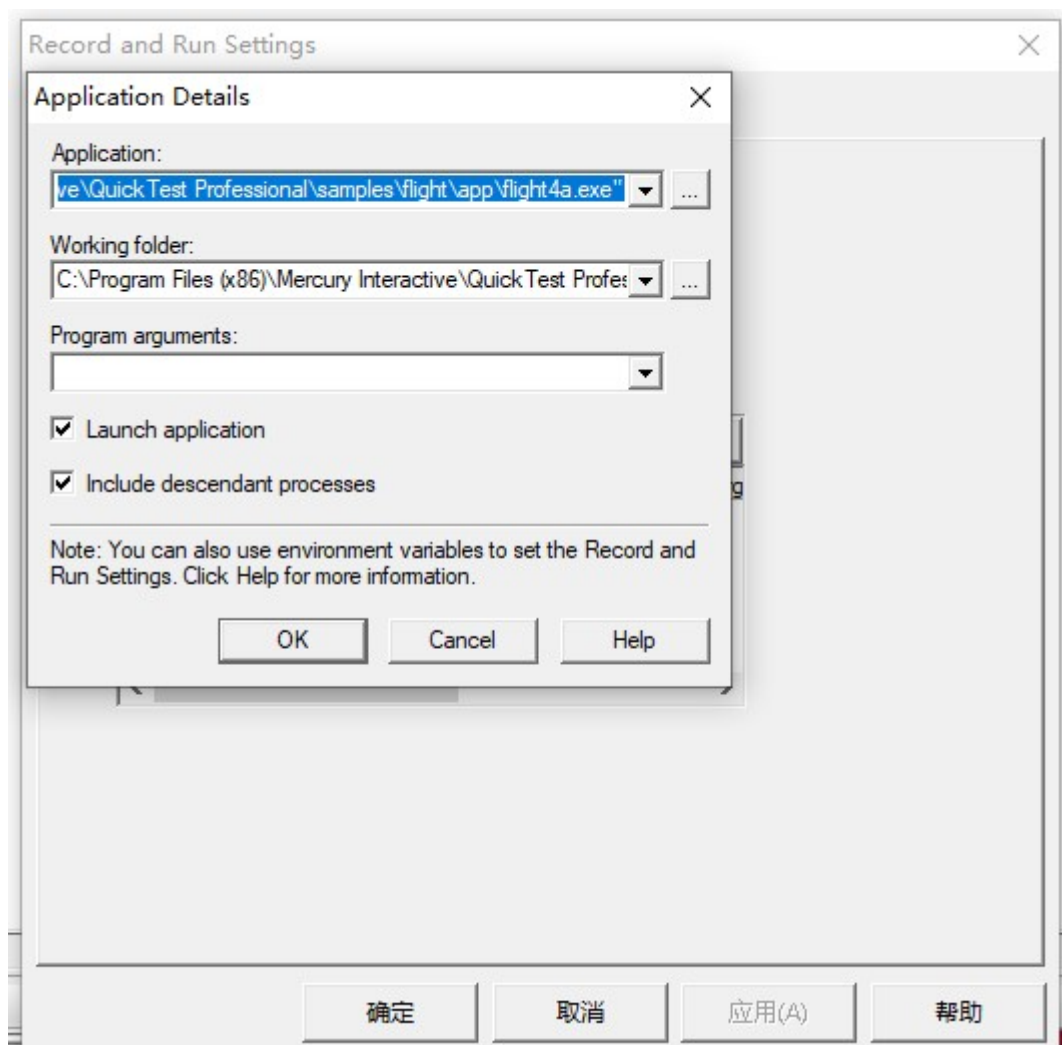 Record and Run Settings
Application Details
Application:
ve\QuickTest Professional\samples\flight\app\flight4a.exe"
...
Working folder:
C:\Program Files (x86)\Mercury Interactive\QuickTest Profes
...
Program arguments:
Launch application
Include descendant processes
Note: You can also use environment variables to set the Record and
Run Settings. Click Help for more information.
OK Cancel Help
确定 取消 应用(A) 帮助